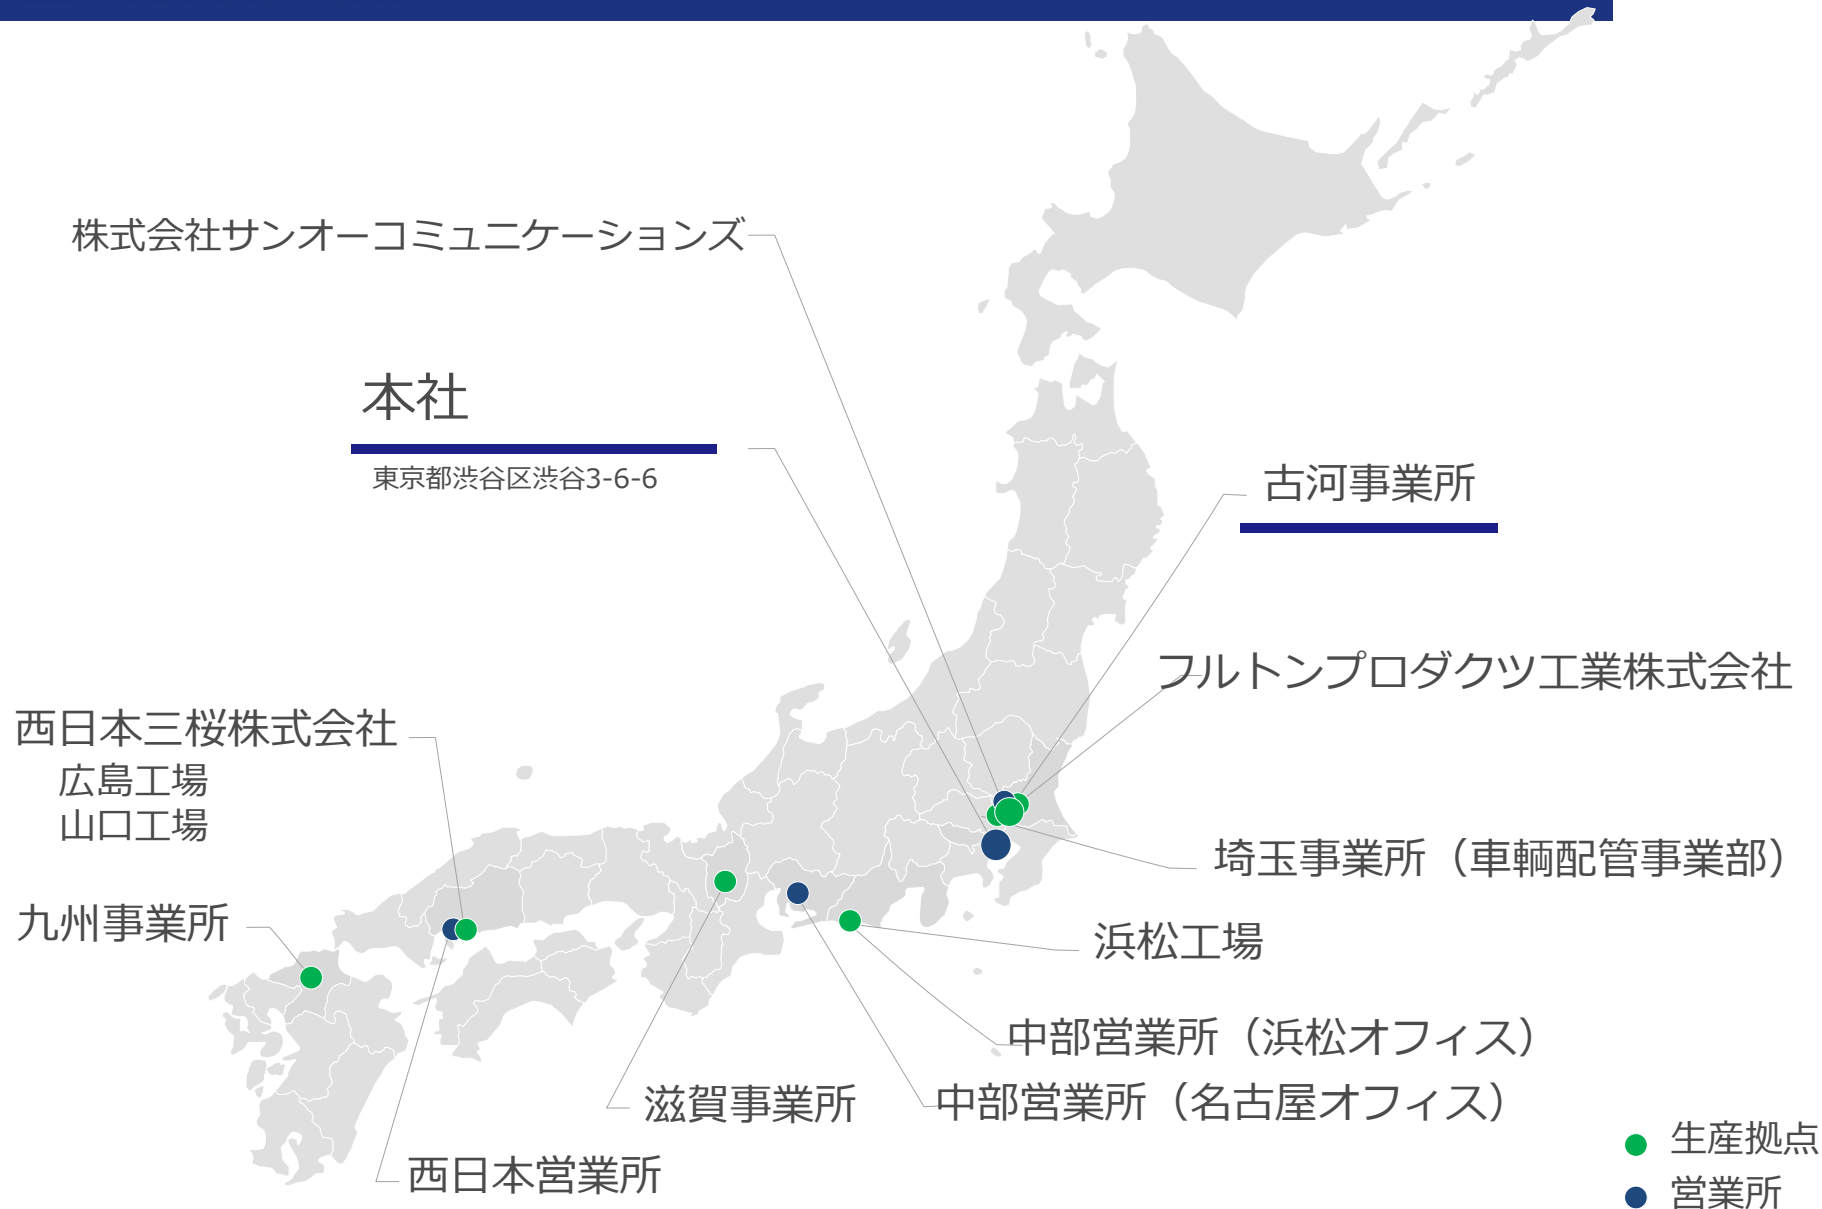 株式会社サンオーコミュニケーションズ
本社
東京都渋谷区渋谷3-6-6
古河事業所
フルトンプロダクツ工業株式会社
西日本三桜株式会社
広島工場
山口工場
埼玉事業所（車輌配管事業部）
九州事業所
浜松工場
中部営業所（浜松オフィス）
滋賀事業所
中部営業所（名古屋オフィス）
西日本営業所
生産拠点
営業所